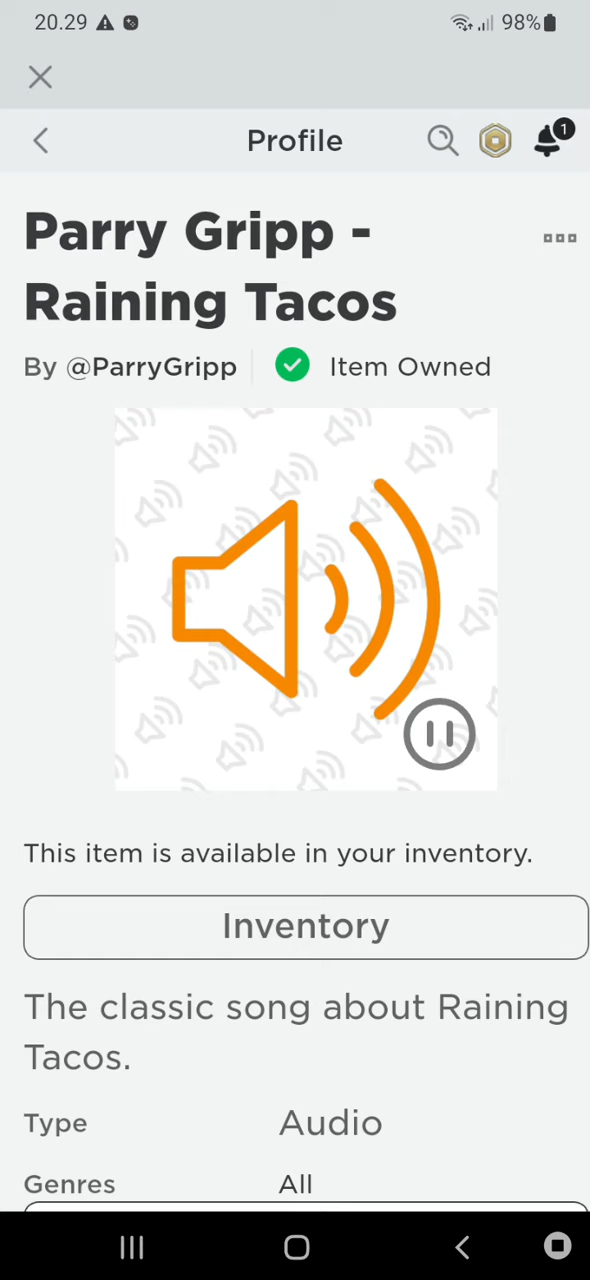 20.29 98%
Profile 1
Parry Gripp -
Raining Tacos
By @ParryGripp Item Owned
This item is available in your inventory.
Inventory
The classic song about Raining
Tacos.
Type Audio
Genres All